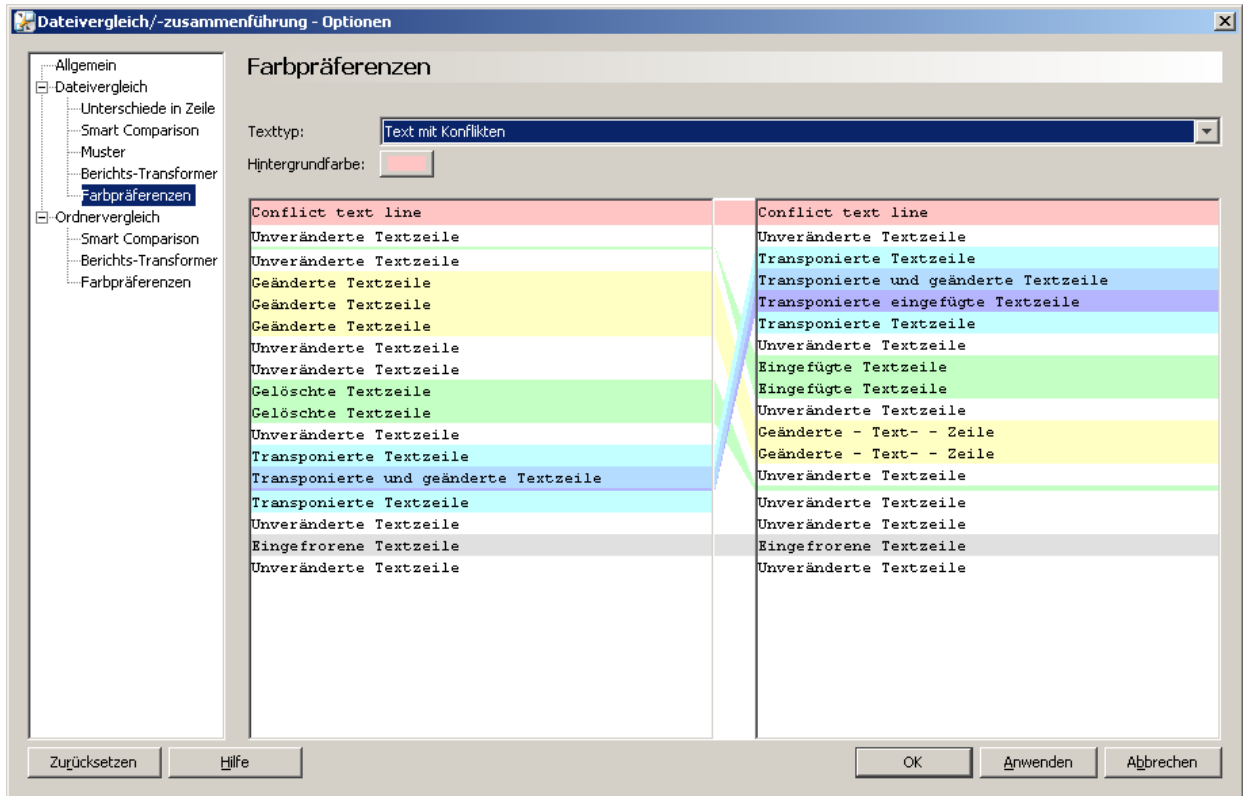 Dateivergleich/-zusammenführung - Optionen
Allgemein
Dateivergleich
Unterschiede in Zeile
Smart Comparison
Muster
Berichts-Transformer
Farbpräferenzen
Ordnervergleich
Smart Comparison
Berichts-Transformer
Farbpräferenzen
Farbpräferenzen
Texttyp: Text mit Konflikten
Hintergrundfarbe:
Conflict text line
Unveränderte Textzeile
Unveränderte Textzeile
Geänderte Textzeile
Geänderte Textzeile
Geänderte Textzeile
Unveränderte Textzeile
Unveränderte Textzeile
Gelöschte Textzeile
Gelöschte Textzeile
Unveränderte Textzeile
Transponierte Textzeile
Transponierte und geänderte Textzeile
Transponierte Textzeile
Unveränderte Textzeile
Eingefrorene Textzeile
Unveränderte Textzeile
Conflict text line
Unveränderte Textzeile
Transponierte Textzeile
Transponierte und geänderte Textzeile
Transponierte eingefügte Textzeile
Transponierte Textzeile
Unveränderte Textzeile
Eingefügte Textzeile
Eingefügte Textzeile
Unveränderte Textzeile
Geänderte - Text- - Zeile
Geänderte - Text- - Zeile
Unveränderte Textzeile
Unveränderte Textzeile
Unveränderte Textzeile
Eingefrorene Textzeile
Unveränderte Textzeile
Zurücksetzen Hilfe OK Anwenden Abbrechen